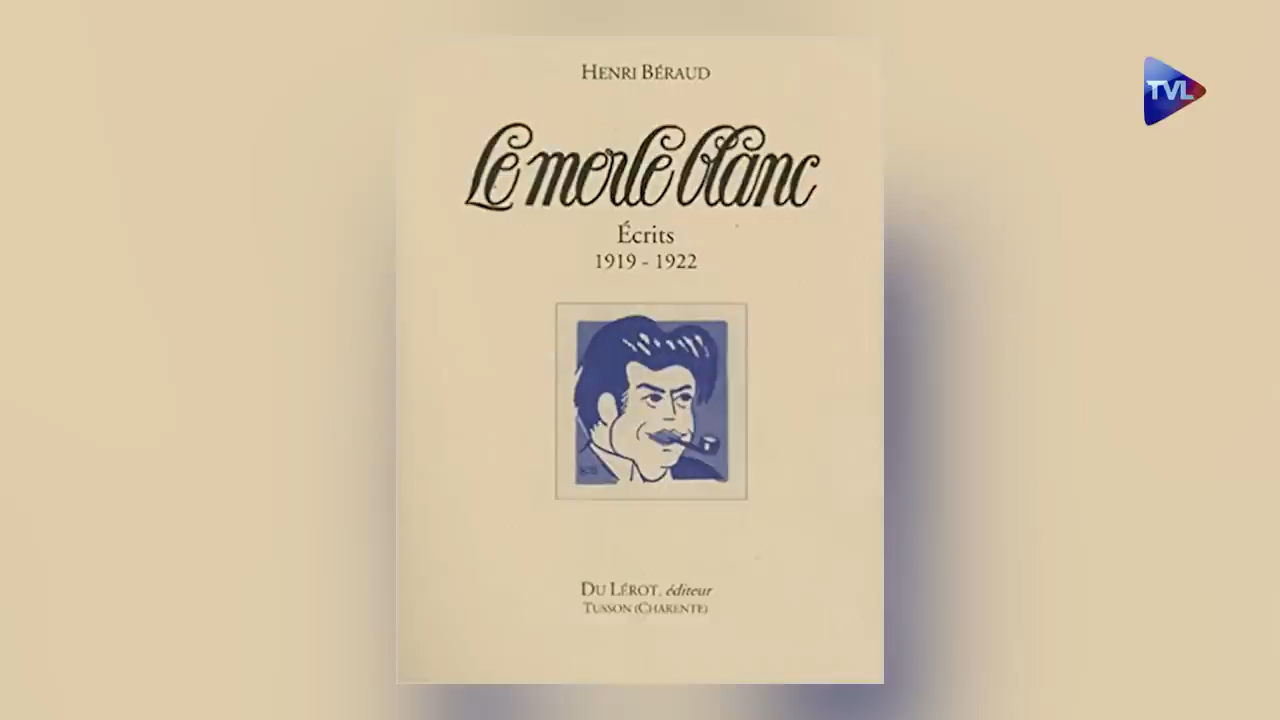 HENRI BÉRAUD
TVL
Le merle blanc
Écrits
1919 - 1922
DU LÉROT, éditeur
TUSSON (CHARENTE)